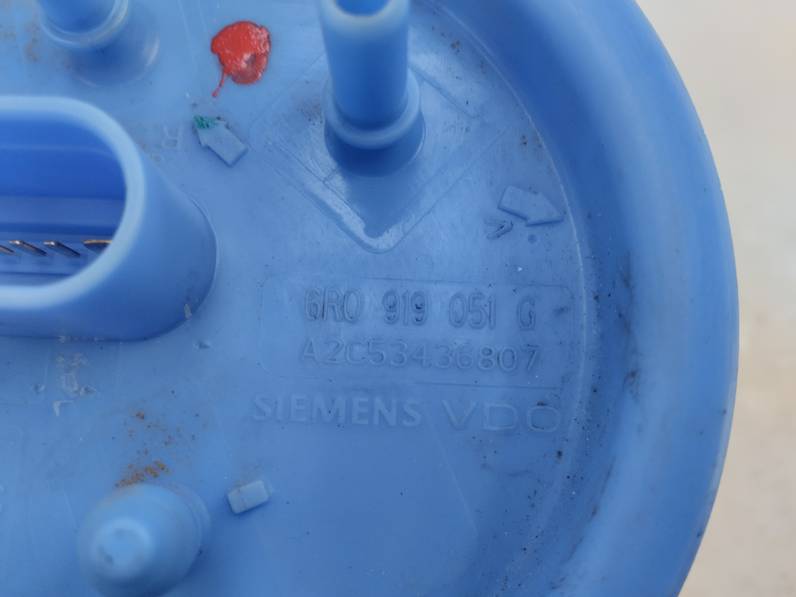 R
V
6R0 919 051 G
A2C53436807
SIEMENS VDO